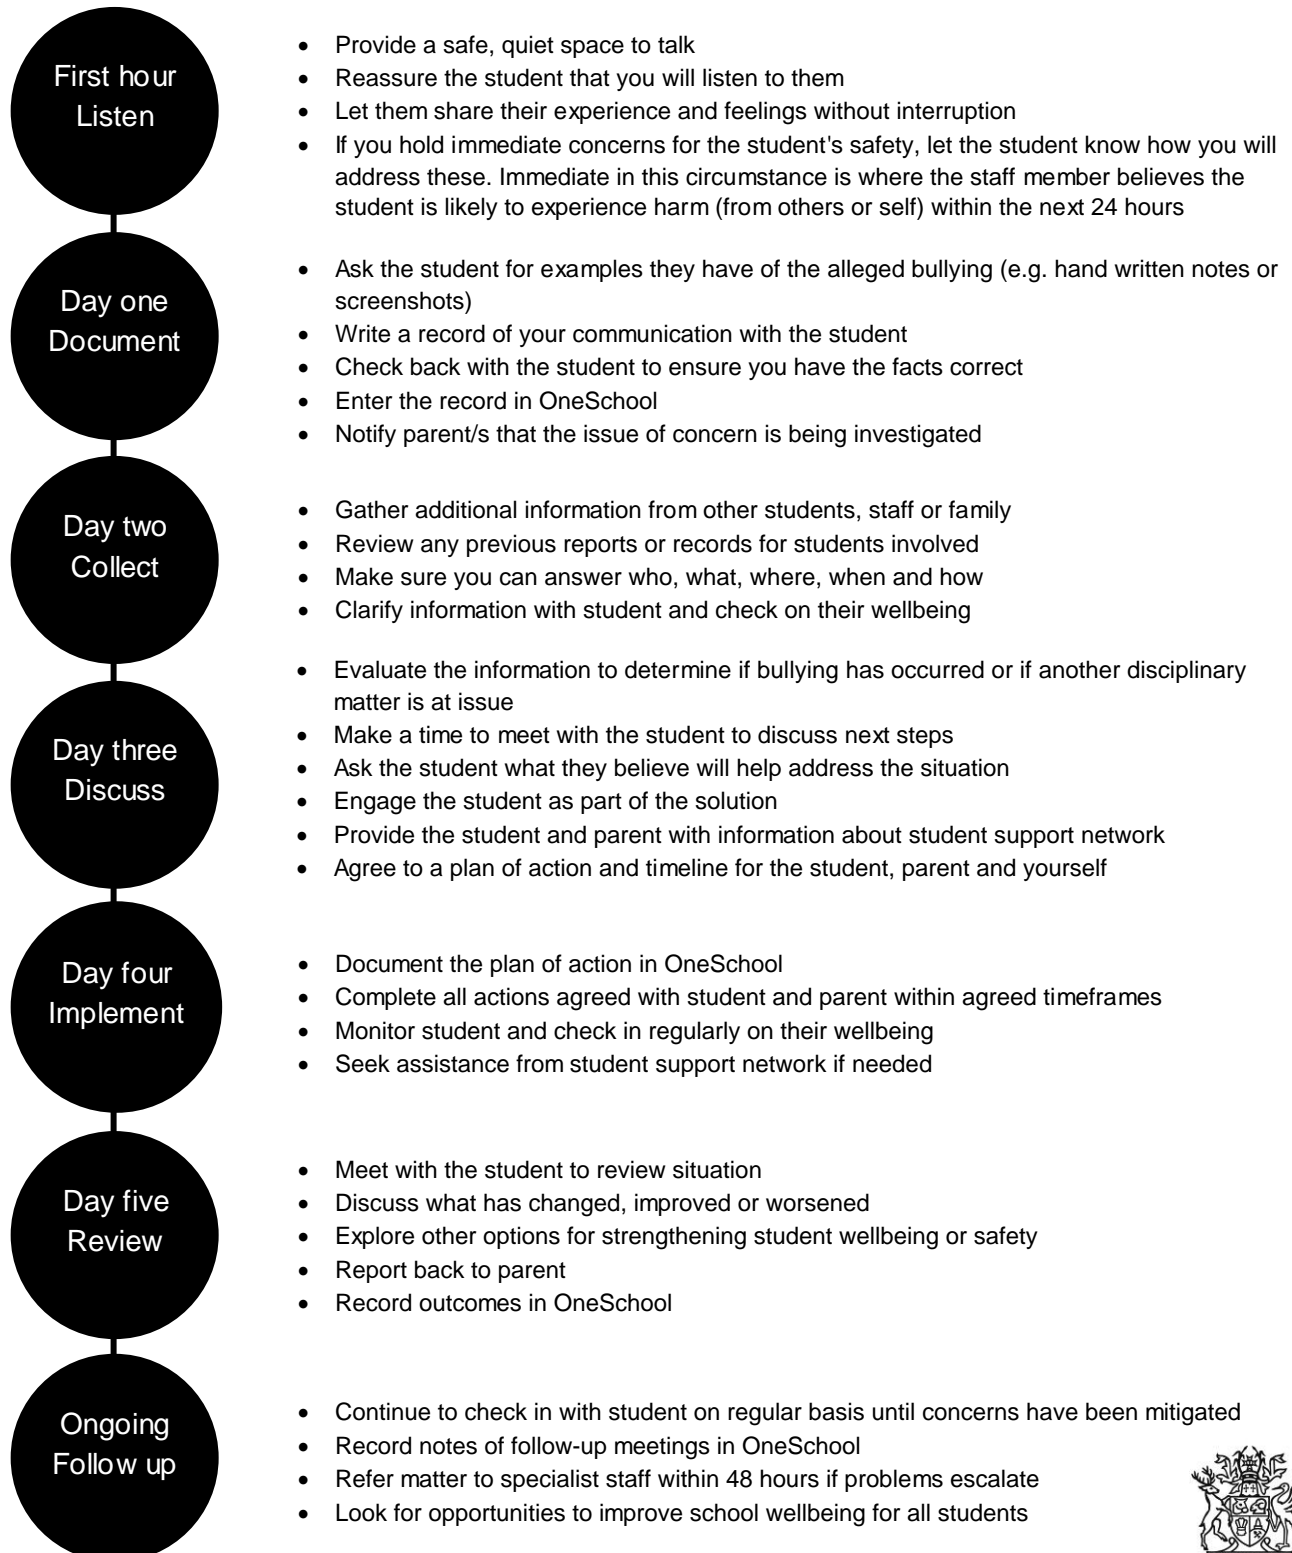 First hour
Listen
• Provide a safe, quiet space to talk
• Reassure the student that you will listen to them
• Let them share their experience and feelings without interruption
• If you hold immediate concerns for the student's safety, let the student know how you will
address these. Immediate in this circumstance is where the staff member believes the
student is likely to experience harm (from others or self) within the next 24 hours
Day one
Document
• Ask the student for examples they have of the alleged bullying (e.g. hand written notes or
screenshots)
• Write a record of your communication with the student
• Check back with the student to ensure you have the facts correct
• Enter the record in OneSchool
• Notify parent/s that the issue of concern is being investigated
Day two
Collect
• Gather additional information from other students, staff or family
• Review any previous reports or records for students involved
• Make sure you can answer who, what, where, when and how
• Clarify information with student and check on their wellbeing
Day three
Discuss
• Evaluate the information to determine if bullying has occurred or if another disciplinary
matter is at issue
• Make a time to meet with the student to discuss next steps
• Ask the student what they believe will help address the situation
• Engage the student as part of the solution
• Provide the student and parent with information about student support network
• Agree to a plan of action and timeline for the student, parent and yourself
Day four
Implement
• Document the plan of action in OneSchool
• Complete all actions agreed with student and parent within agreed timeframes
• Monitor student and check in regularly on their wellbeing
• Seek assistance from student support network if needed
Day five
Review
• Meet with the student to review situation
• Discuss what has changed, improved or worsened
• Explore other options for strengthening student wellbeing or safety
• Report back to parent
• Record outcomes in OneSchool
Ongoing
Follow up
• Continue to check in with student on regular basis until concerns have been mitigated
• Record notes of follow-up meetings in OneSchool
• Refer matter to specialist staff within 48 hours if problems escalate
• Look for opportunities to improve school wellbeing for all students